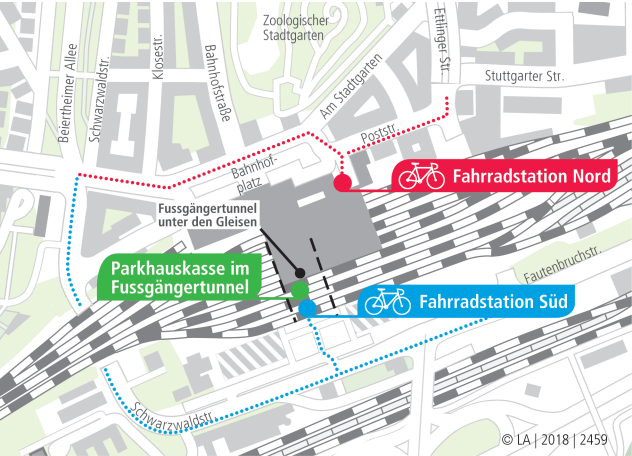 Zoologischer
Stadtgarten
Ettlinger Str.
Beiertheimer Allee
Schwarzwaldstr.
Klosestr.
Bahnhofstraße
Am Stadtgarten
Stuttgarter Str.
Poststr.
Bahnhof-
platz
Fahrradstation Nord
Fussgängertunnel
unter den Gleisen
Parkhauskasse im
Fussgängertunnel
Fautenbruchstr.
Fahrradstation Süd
Schwarzwaldstr.
© LA | 2018 | 2459